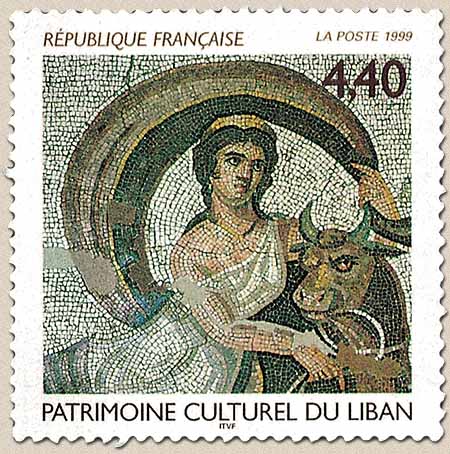 RÉPUBLIQUE FRANÇAISE LA POSTE 1999
4,40
PATRIMOINE CULTUREL DU LIBAN
ITVF